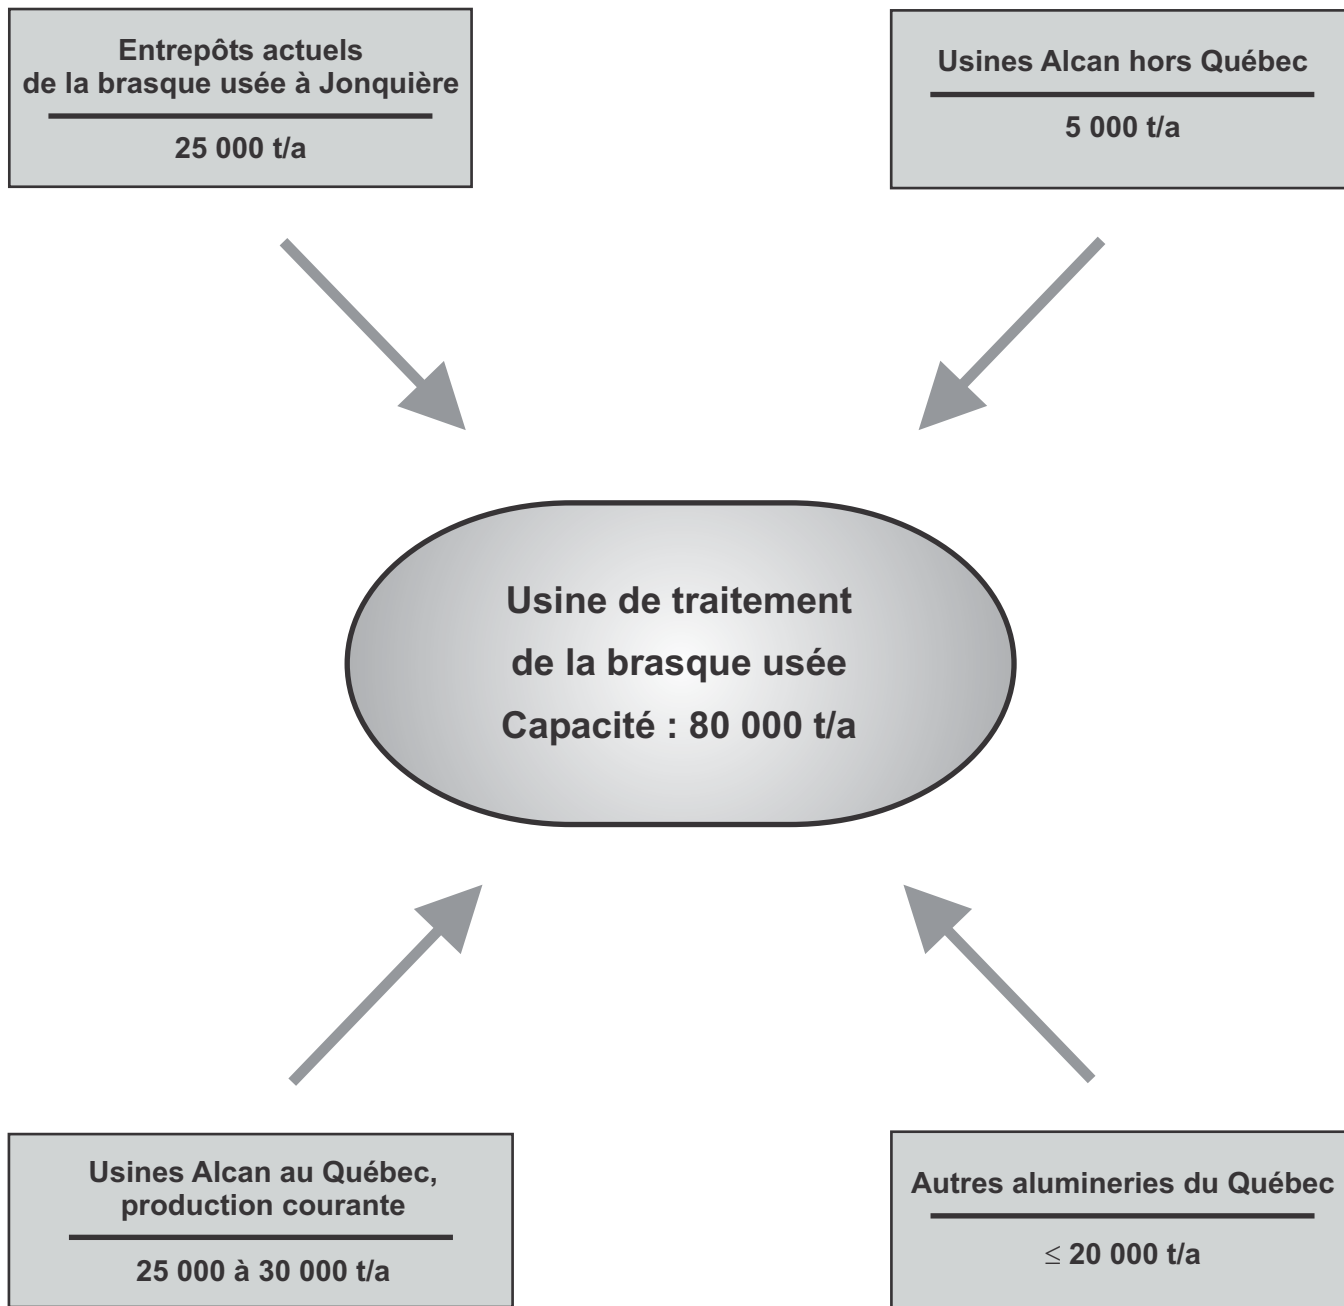 Entrepôts actuels
de la brasque usée à Jonquière
25 000 t/a
Usines Alcan hors Québec
5 000 t/a
Usine de traitement
de la brasque usée
Capacité : 80 000 t/a
Usines Alcan au Québec,
production courante
25 000 à 30 000 t/a
Autres alumineries du Québec
≤ 20 000 t/a